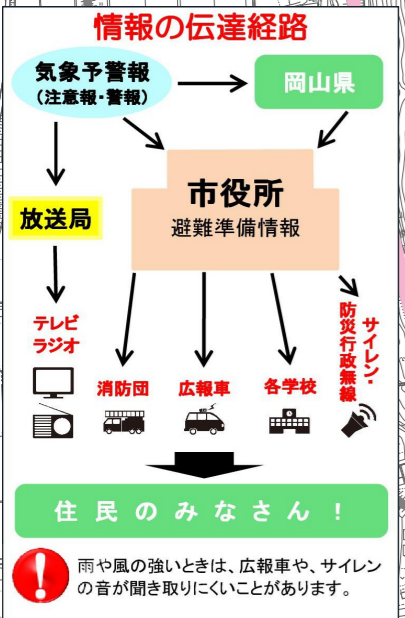 情報の伝達経路
気象予警報
(注意報・警報)
岡山県
市役所
避難準備情報
放送局
テレビ
ラジオ
消防団
広報車
各学校
サイレン・
防災行政無線
住民のみなさん!
雨や風の強いときは、広報車や、サイレン
の音が聞き取りにくいことがあります。